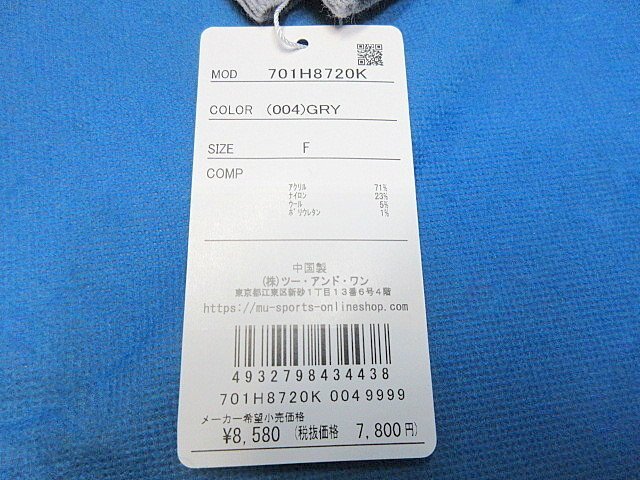 MOD 701H8720K
COLOR (004)GRY
SIZE F
COMP
アクリル 71%
ナイロン 23%
ウール 5%
ポリウレタン 1%
中国製
(株)ツー・アンド・ワン
東京都江東区新砂1丁目13番6号4階
https://mu-sports-onlineshop.com
4932798434438
701H8720K 0049999
メーカー希望小売価格
¥8,580 (税抜価格 7,800円)